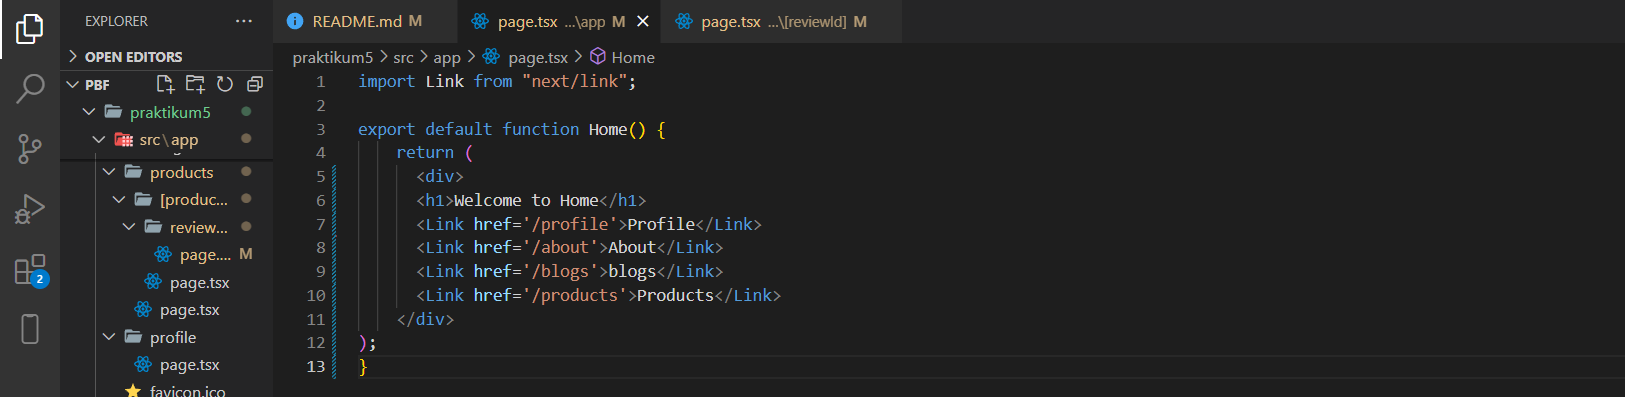 EXPLORER ...
OPEN EDITORS
PBF
praktikum5
src\app
products
[produc...
review...
page.... M
page.tsx
page.tsx
profile
page.tsx
favicon.ico
2
README.md M
page.tsx ...\app M
page.tsx ...\[reviewId] M
praktikum5 > src > app > page.tsx > Home
1 import Link from "next/link";
2
3 export default function Home() {
4 return (
5 <div>
6 <h1>Welcome to Home</h1>
7 <Link href='/profile'>Profile</Link>
8 <Link href='/about'>About</Link>
9 <Link href='/blogs'>blogs</Link>
10 <Link href='/products'>Products</Link>
11 </div>
12 );
13 }